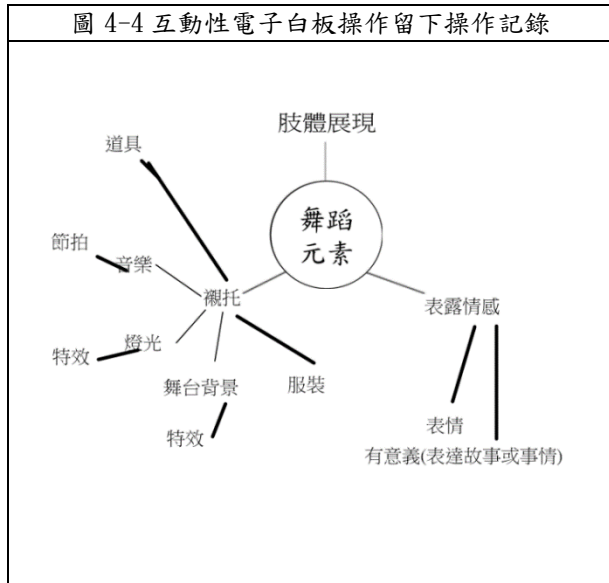 圖 4-4 互動性電子白板操作留下操作記錄
肢體展現
道具
舞蹈
元素
節拍
音樂
襯托
表露情感
燈光
特效
舞台背景
服裝
表情
特效
有意義(表達故事或事情)